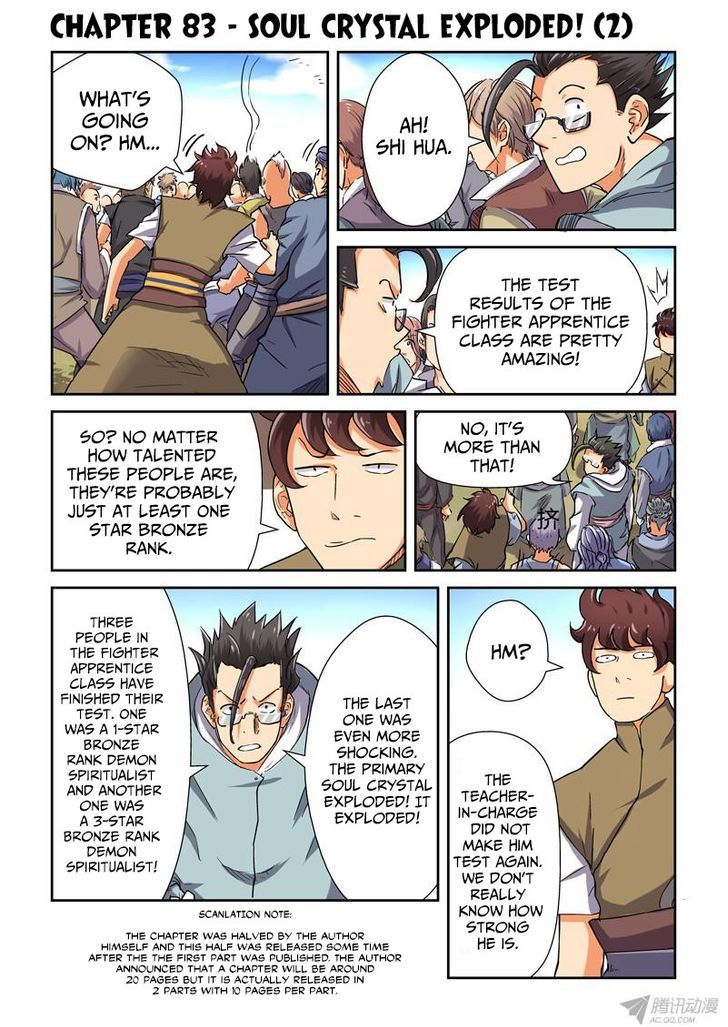 CHAPTER 83 - SOUL CRYSTAL EXPLODED! (2)
WHAT'S
GOING
ON? HM...
AH!
SHI HUA.
THE TEST
RESULTS OF THE
FIGHTER APPRENTICE
CLASS ARE PRETTY
AMAZING!
SO? NO MATTER
HOW TALENTED
THESE PEOPLE ARE,
THEY'RE PROBABLY
JUST AT LEAST ONE
STAR BRONZE
RANK.
NO, IT'S
MORE THAN
THAT!
挤
THREE
PEOPLE IN
THE FIGHTER
APPRENTICE
CLASS HAVE
FINISHED THEIR
TEST. ONE
WAS A 1-STAR
BRONZE
RANK DEMON
SPIRITUALIST
AND ANOTHER
ONE WAS
A 3-STAR
BRONZE RANK
DEMON
SPIRITUALIST!
THE LAST
ONE WAS
EVEN MORE
SHOCKING.
THE PRIMARY
SOUL CRYSTAL
EXPLODED! IT
EXPLODED!
HM?
THE
TEACHER-
IN-CHARGE
DID NOT
MAKE HIM
TEST AGAIN.
WE DON'T
REALLY
KNOW HOW
STRONG
HE IS.
SCANLATION NOTE:
THE CHAPTER WAS HALVED BY THE AUTHOR
HIMSELF AND THIS HALF WAS RELEASED SOME TIME
AFTER THE THE FIRST PART WAS PUBLISHED. THE AUTHOR
ANNOUNCED THAT A CHAPTER WILL BE AROUND
20 PAGES BUT IT IS ACTUALLY RELEASED IN
2 PARTS WITH 10 PAGES PER PART.
腾讯动漫
AC.QQ.COM